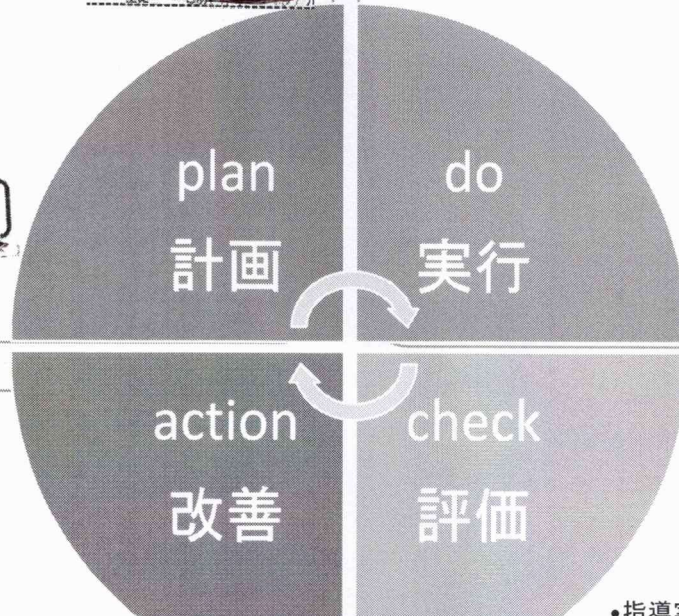 plan
計画
do
実行
action
改善
check
評価
•指導